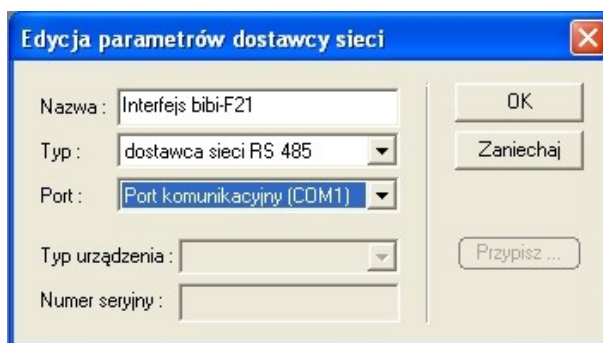 Edycja parametrów dostawcy sieci
Nazwa : Interfejs bibi-F21
OK
Typ : dostawca sieci RS 485
Zaniechaj
Port : Port komunikacyjny (COM1)
Typ urządzenia :
Przypisz ...
Numer seryjny :